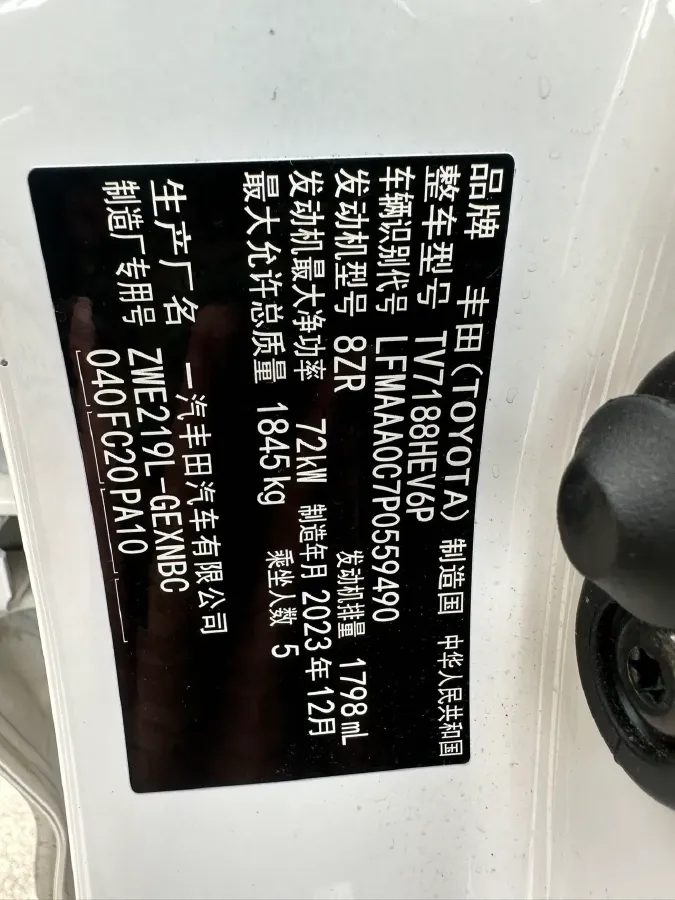 品牌 丰田(TOYOTA) 制造国 中华人民共和国
整车型号 TV7188HEV6P
车辆识别代号 LFMAAA0C7P0559490
发动机型号 8ZR 发动机排量 1798mL
发动机最大净功率 72kW 制造年月 2023年12月
最大允许总质量 1845kg 乘坐人数 5
生产厂名 一汽丰田汽车有限公司
制造厂专用号 ZWE219L-GEXNBC
040FC20PA10